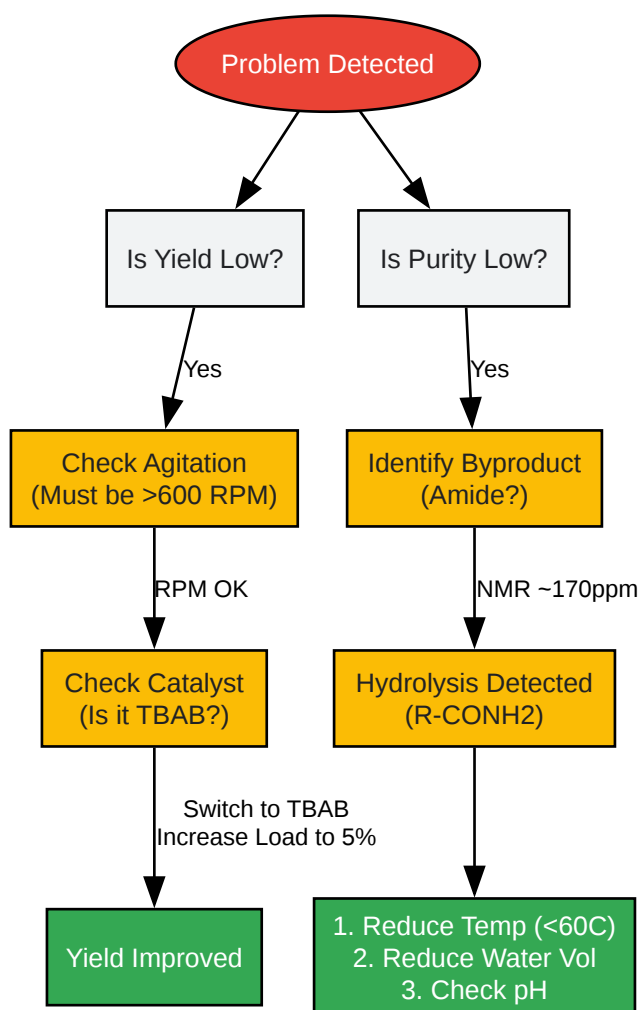 Problem Detected
Is Yield Low?
Is Purity Low?
Yes
Yes
Check Agitation
(Must be >600 RPM)
Identify Byproduct
(Amide?)
RPM OK
NMR ~170ppm
Check Catalyst
(Is it TBAB?)
Hydrolysis Detected
(R-CONH2)
Switch to TBAB
Increase Load to 5%
Yield Improved
1. Reduce Temp (<60C)
2. Reduce Water Vol
3. Check pH